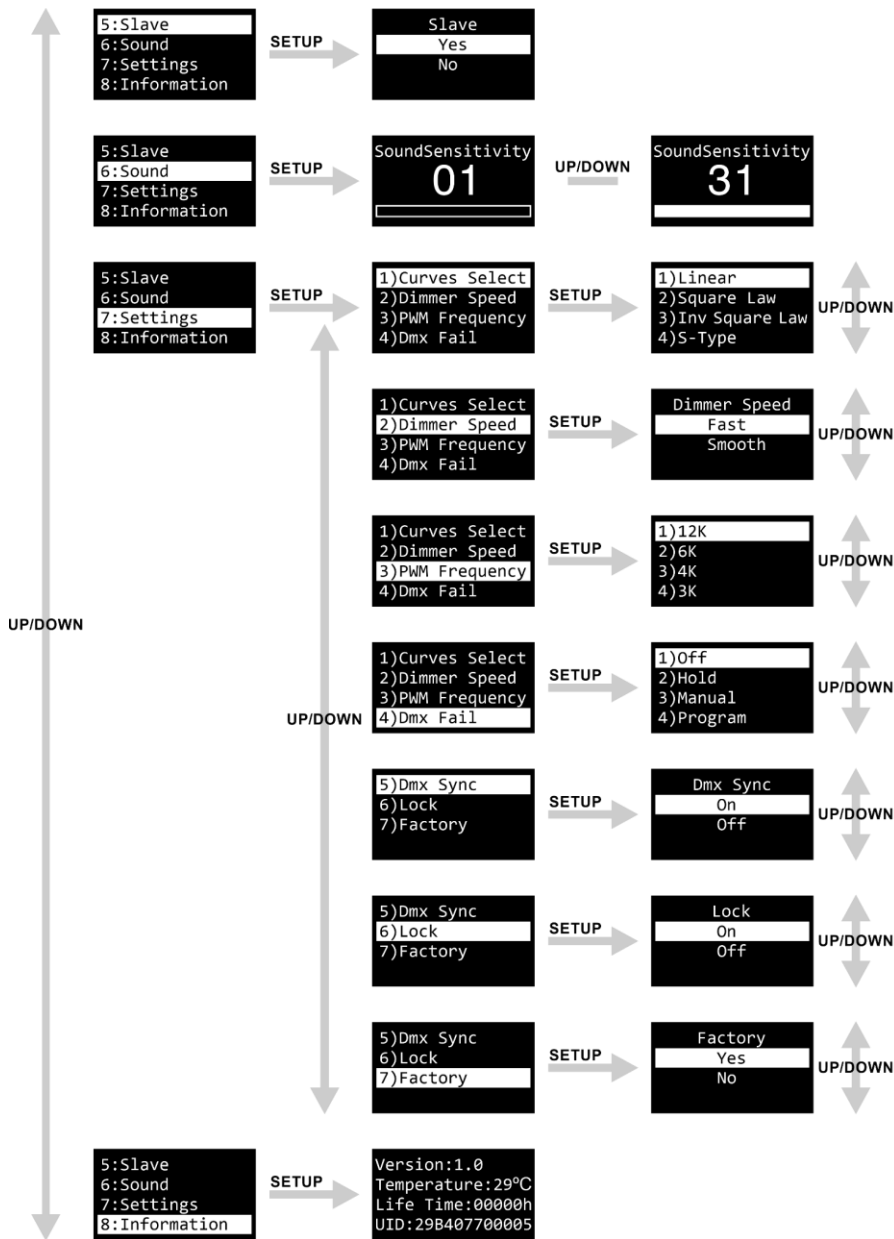 5:Slave
6:Sound
7:Settings
8:Information
SETUP
Slave
Yes
No
5:Slave
6:Sound
7:Settings
8:Information
SETUP
SoundSensitivity
01
UP/DOWN
SoundSensitivity
31
5:Slave
6:Sound
7:Settings
8:Information
SETUP
1)Curves Select
2)Dimmer Speed
3)PWM Frequency
4)Dmx Fail
SETUP
1)Linear
2)Square Law
3)Inv Square Law
4)S-Type
UP/DOWN
1)Curves Select
2)Dimmer Speed
3)PWM Frequency
4)Dmx Fail
SETUP
Dimmer Speed
Fast
Smooth
UP/DOWN
1)Curves Select
2)Dimmer Speed
3)PWM Frequency
4)Dmx Fail
SETUP
1)12K
2)6K
3)4K
4)3K
UP/DOWN
UP/DOWN
1)Curves Select
2)Dimmer Speed
3)PWM Frequency
4)Dmx Fail
SETUP
1)Off
2)Hold
3)Manual
4)Program
UP/DOWN
UP/DOWN
5)Dmx Sync
6)Lock
7)Factory
SETUP
Dmx Sync
On
Off
UP/DOWN
5)Dmx Sync
6)Lock
7)Factory
SETUP
Lock
On
Off
UP/DOWN
5)Dmx Sync
6)Lock
7)Factory
SETUP
Factory
Yes
No
UP/DOWN
5:Slave
6:Sound
7:Settings
8:Information
SETUP
Version:1.0
Temperature:29ºC
Life Time:00000h
UID:29B407700005